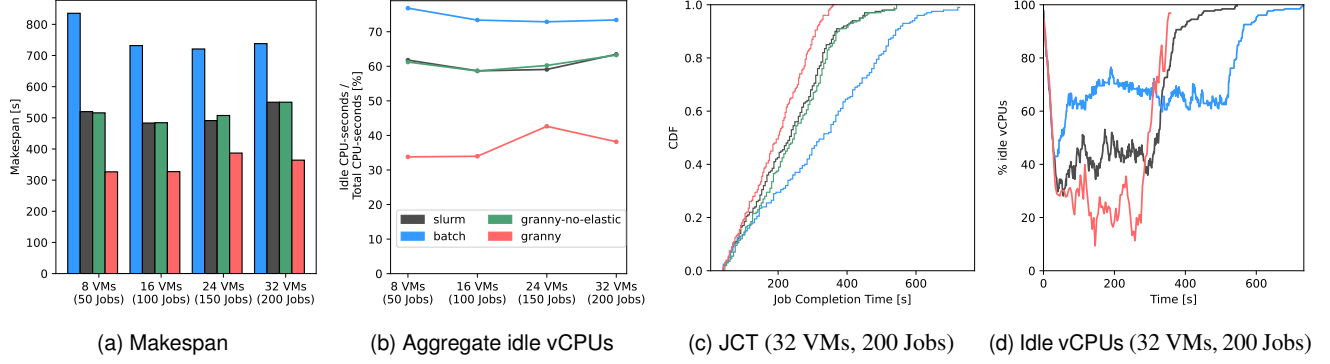 800
700
600
500
400
300
200
100
0
Makespan [s]
8 VMs
(50 Jobs)
16 VMs
(100 Jobs)
24 VMs
(150 Jobs)
32 VMs
(200 Jobs)
(a) Makespan
70
60
50
40
30
20
10
0
Idle CPU-seconds /
Total CPU-seconds [%]
slurm
batch
granny-no-elastic
granny
8 VMs
(50 Jobs)
16 VMs
(100 Jobs)
24 VMs
(150 Jobs)
32 VMs
(200 Jobs)
(b) Aggregate idle vCPUs
1.0
0.8
0.6
0.4
0.2
0.0
CDF
200
400
600
Job Completion Time [s]
(c) JCT (32 VMs, 200 Jobs)
100
80
60
40
20
0
% idle vCPUs
0
200
400
600
Time [s]
(d) Idle vCPUs (32 VMs, 200 Jobs)